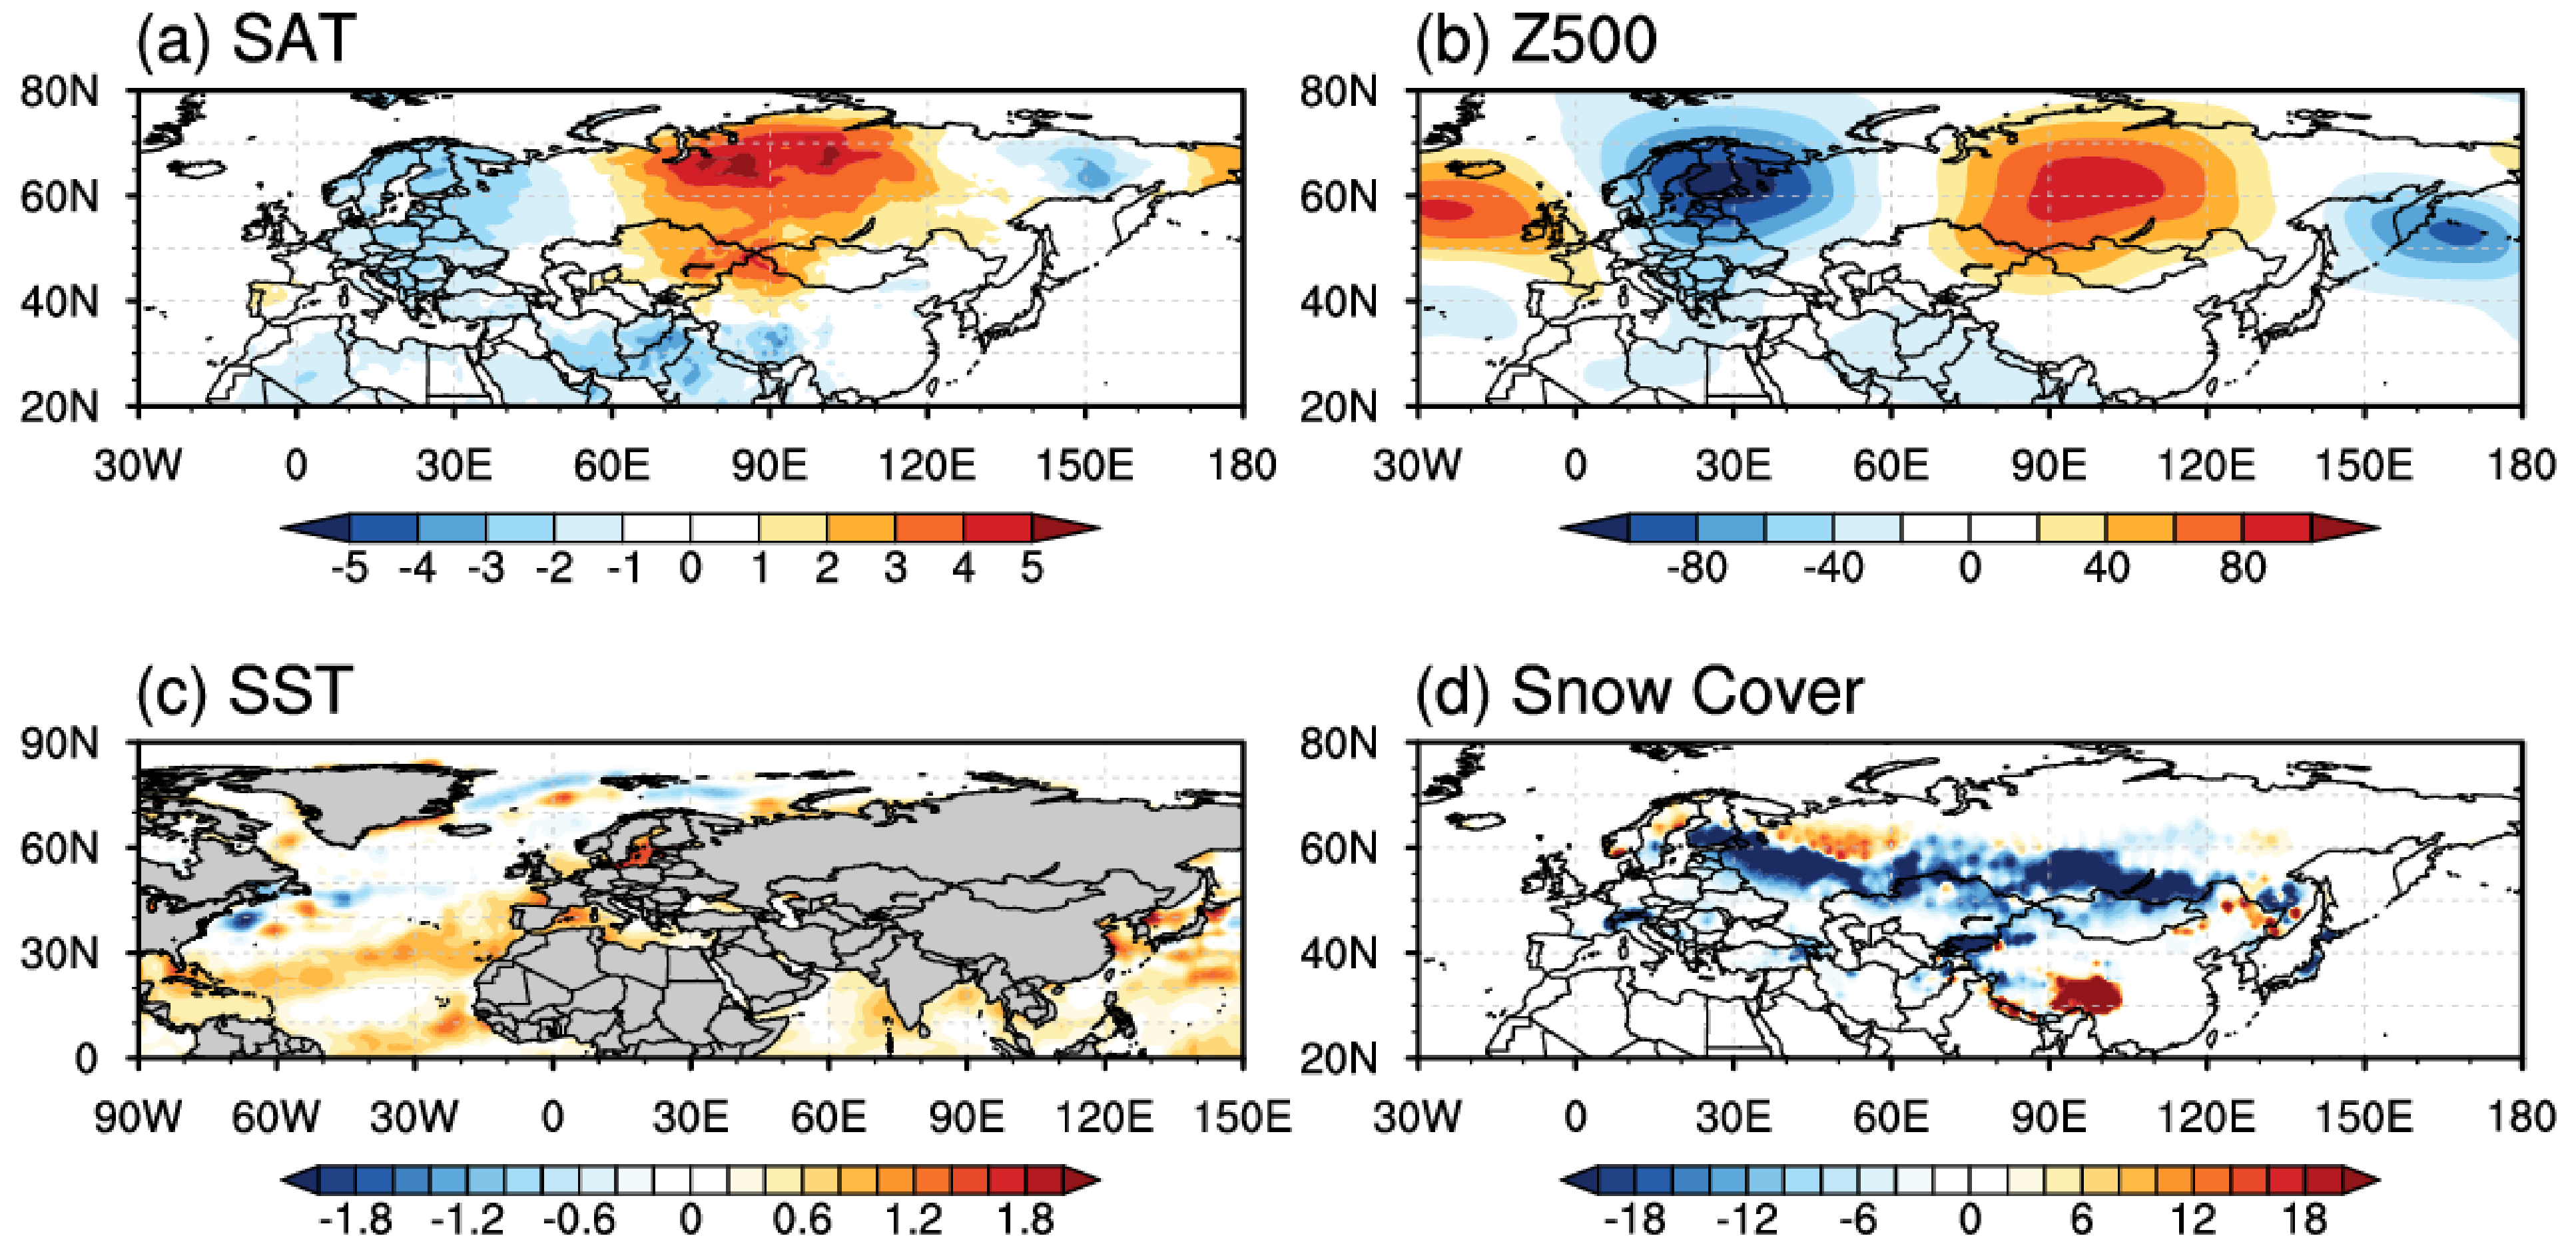 (a) SAT
80N
60N
40N
20N
30W 0 30E 60E 90E 120E 150E 180
-5 -4 -3 -2 -1 0 1 2 3 4 5
(b) Z500
80N
60N
40N
20N
30W 0 30E 60E 90E 120E 150E 180
-80 -40 0 40 80
(c) SST
90N
60N
30N
0
90W 60W 30W 0 30E 60E 90E 120E 150E
-1.8 -1.2 -0.6 0 0.6 1.2 1.8
(d) Snow Cover
80N
60N
40N
20N
30W 0 30E 60E 90E 120E 150E 180
-18 -12 -6 0 6 12 18